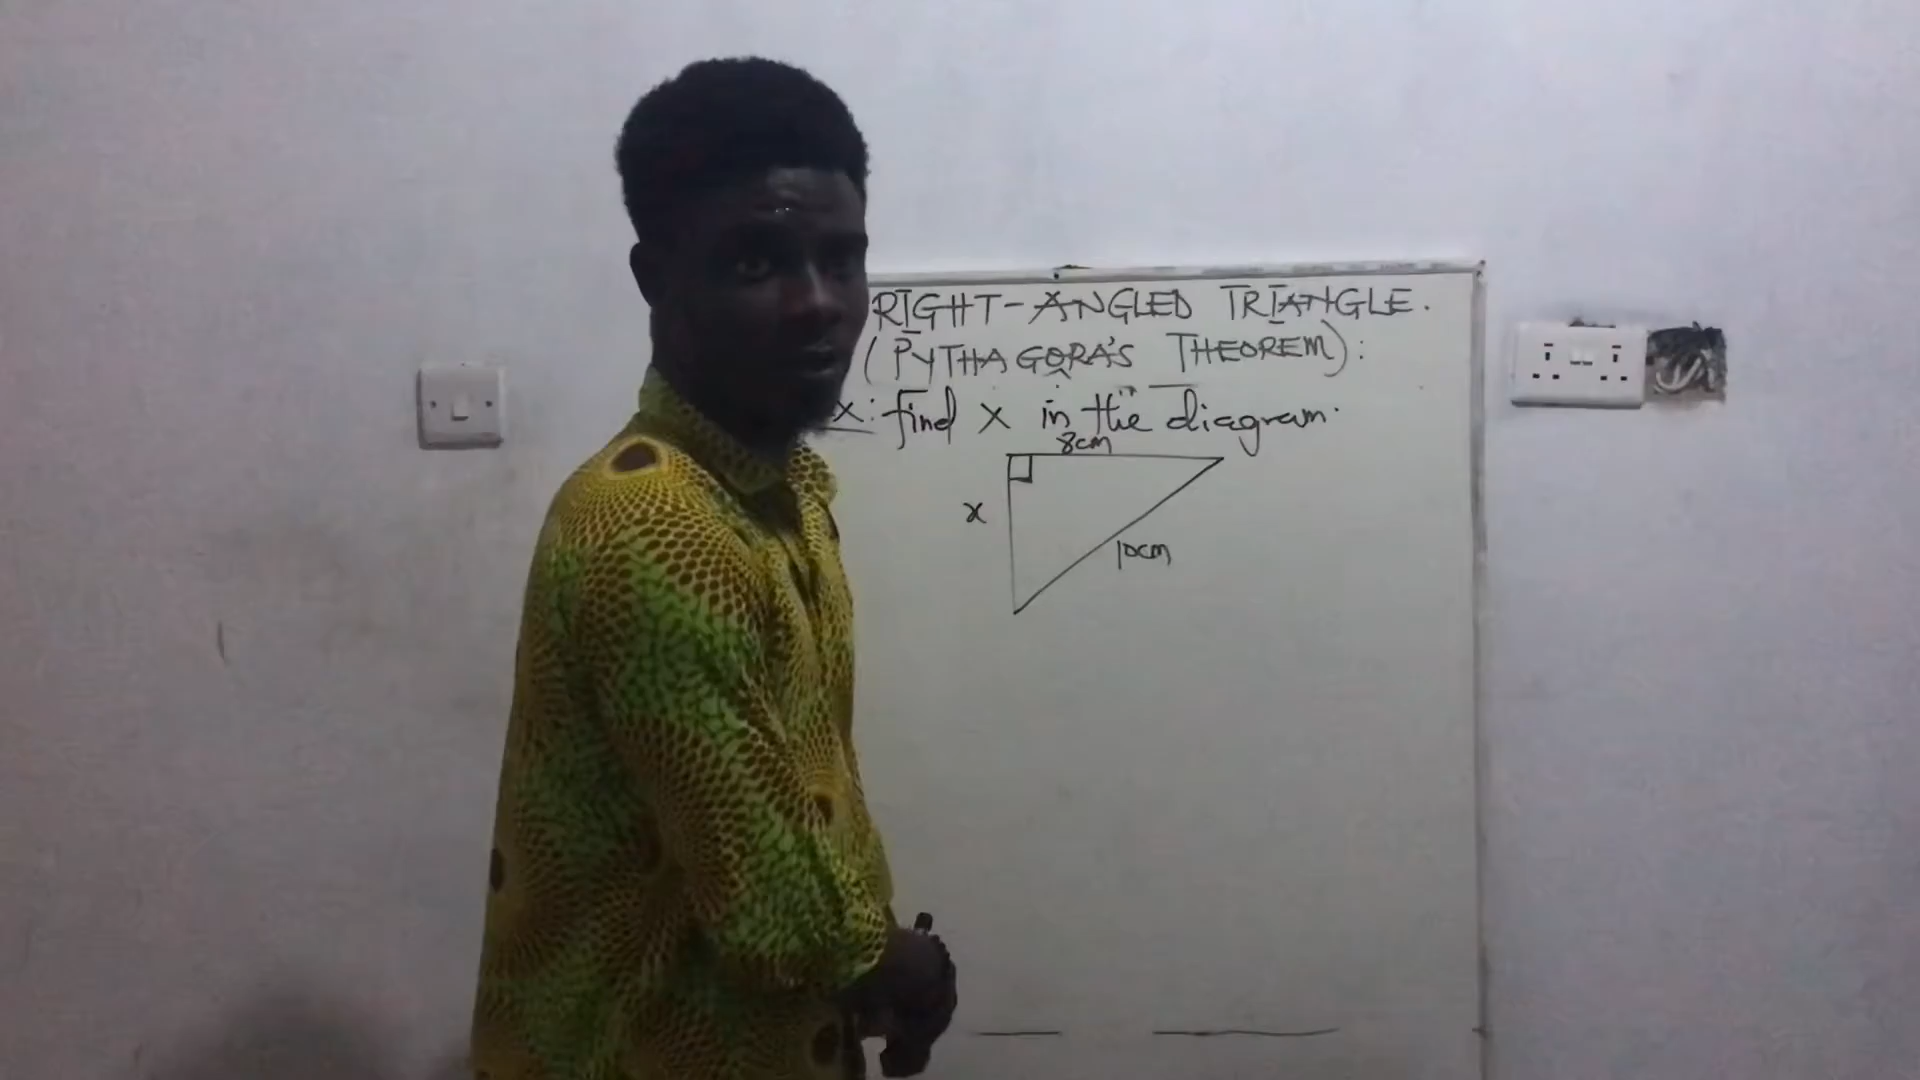 RIGHT-ANGLED TRIANGLE.
(PYTHAGORA'S THEOREM):
x: find x in the diagram.
8cm
x
10cm